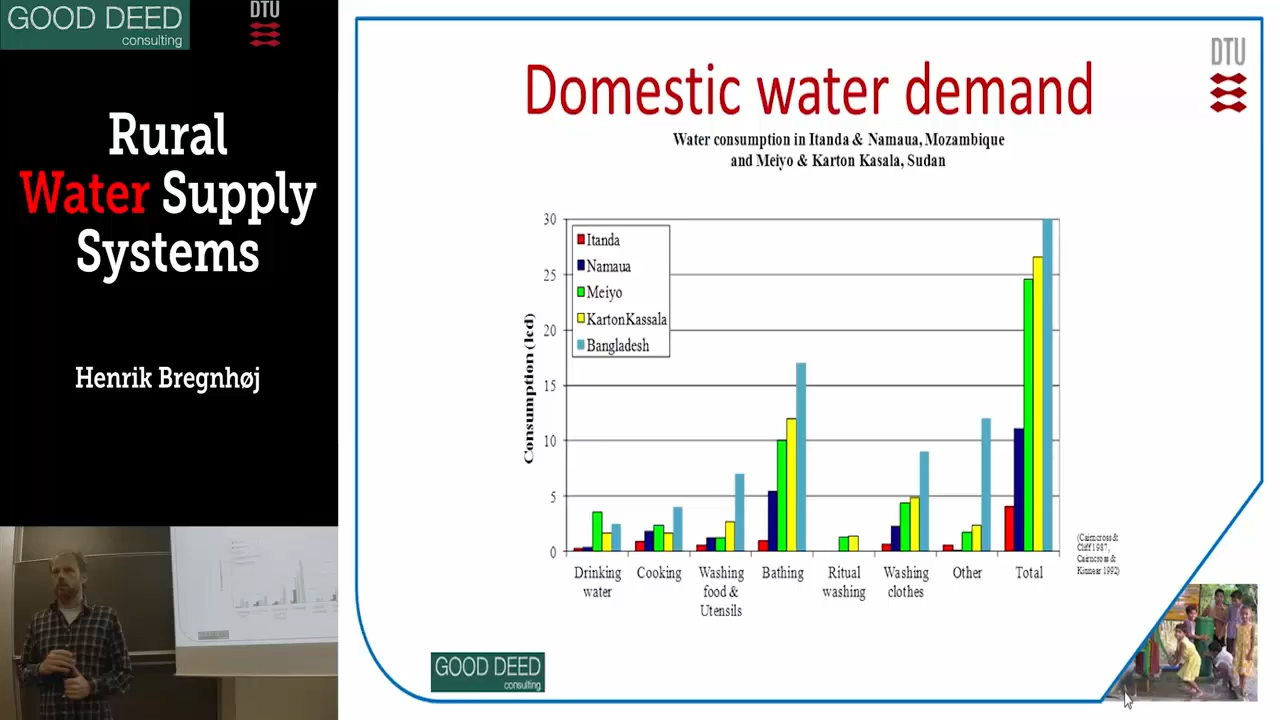 GOOD DEED
consulting
DTU
Rural
Water Supply
Systems
Henrik Bregnhøj
DTU
Domestic water demand
Water consumption in Itanda & Namaua, Mozambique
and Meiyo & Karton Kasala, Sudan
Consumption (lcd)
30
25
20
15
10
5
0
Itanda
Namaua
Meiyo
KartonKassala
Bangladesh
Drinking
water
Cooking
Washing
food &
Utensils
Bathing
Ritual
washing
Washing
clothes
Other
Total
(Cairncross &
Cliff 1987,
Cairncross &
Kinnear 1992)
GOOD DEED
consulting